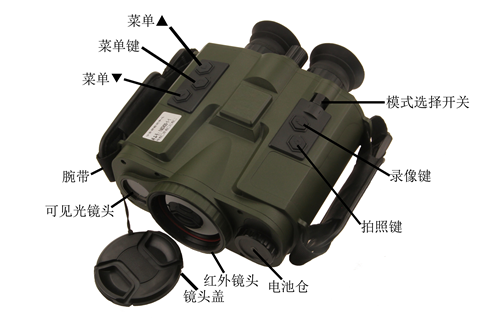 菜单▲
菜单键
菜单▼
模式选择开关
录像键
腕带
可见光镜头
拍照键
红外镜头
电池仓
镜头盖